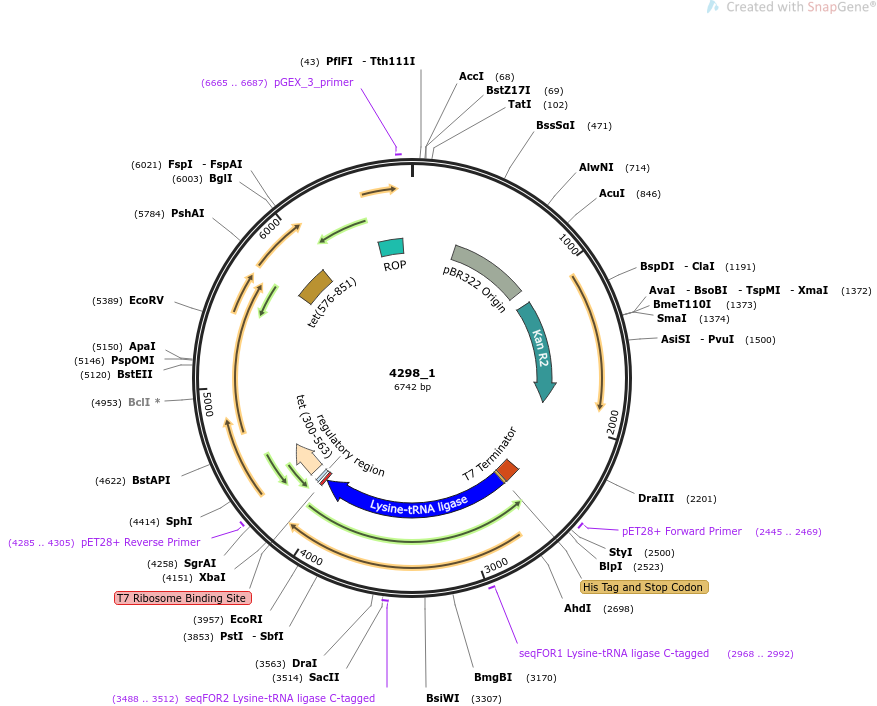 Created with SnapGene®
(43) PflFI - Tth111I
(6665 .. 6687) pGEX_3_primer
AccI (68)
BstZ17I (69)
TatI (102)
BssSαI (471)
AlwNI (714)
AcuI (846)
BspDI - ClaI (1191)
AvaI - BsoBI - TspMI - XmaI (1372)
BmeT110I (1373)
SmaI (1374)
AsiSI - PvuI (1500)
DraIII (2201)
pET28+ Forward Primer (2445 .. 2469)
StyI (2500)
BlpI (2523)
His Tag and Stop Codon
AhdI (2698)
seqFOR1 Lysine-tRNA ligase C-tagged (2968 .. 2992)
BmgBI (3170)
BsiWI (3307)
(3488 .. 3512) seqFOR2 Lysine-tRNA ligase C-tagged
(3514) SacII
(3563) DraI
(3853) PstI - SbfI
(3957) EcoRI
T7 Ribosome Binding Site
(4151) XbaI
(4258) SgrAI
(4285 .. 4305) pET28+ Reverse Primer
(4414) SphI
(4622) BstAPI
(4953) BclI *
(5120) BstEII
(5146) PspOMI
(5150) ApaI
(5389) EcoRV
(5784) PshAI
(6003) BglI
(6021) FspI - FspAI
1000
2000
3000
4000
5000
6000
ROP
pBR322 Origin
Kan R2
T7 Terminator
Lysine-tRNA ligase
regulatory region
tet (300-563)
tet(576-851)
4298_1
6742 bp